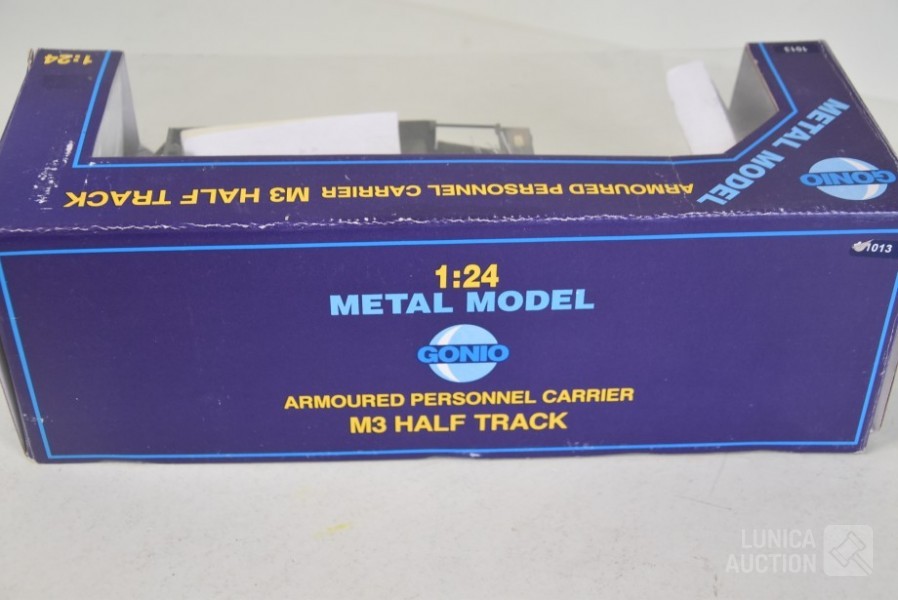 1:24
1013
METAL MODEL
GONIO
ARMOURED PERSONNEL CARRIER M3 HALF TRACK
1013
1:24
METAL MODEL
GONIO
ARMOURED PERSONNEL CARRIER
M3 HALF TRACK
LUNICA
AUCTION